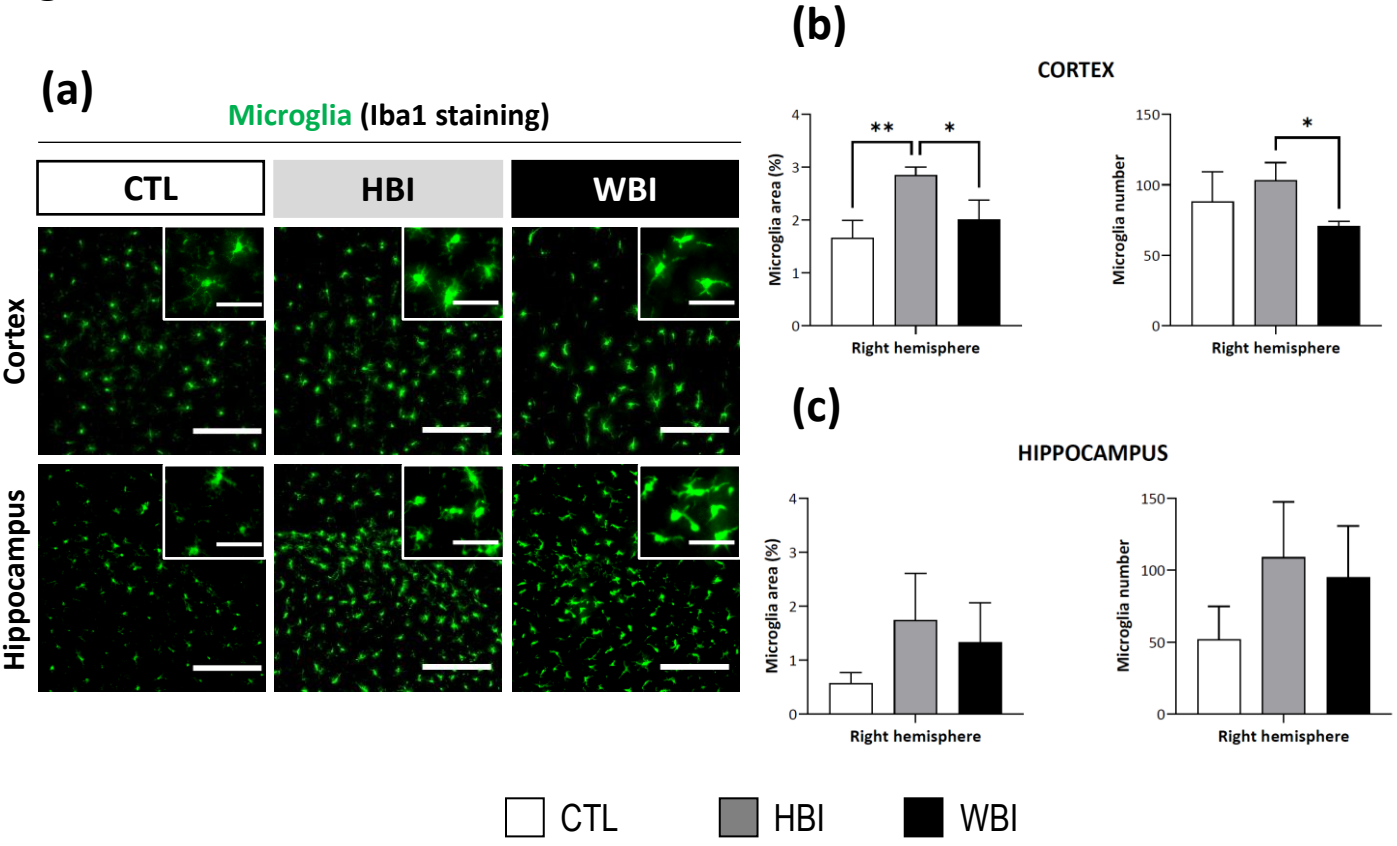 (a)
Microglia (Iba1 staining)
CTL
HBI
WBI
Cortex
Hippocampus
(b)
CORTEX
Microglia area (%)
4
3
2
1
0
**
*
Right hemisphere
Microglia number
150
100
50
0
*
Right hemisphere
(c)
HIPPOCAMPUS
Microglia area (%)
4
3
2
1
0
Right hemisphere
Microglia number
150
100
50
0
Right hemisphere
CTL
HBI
WBI